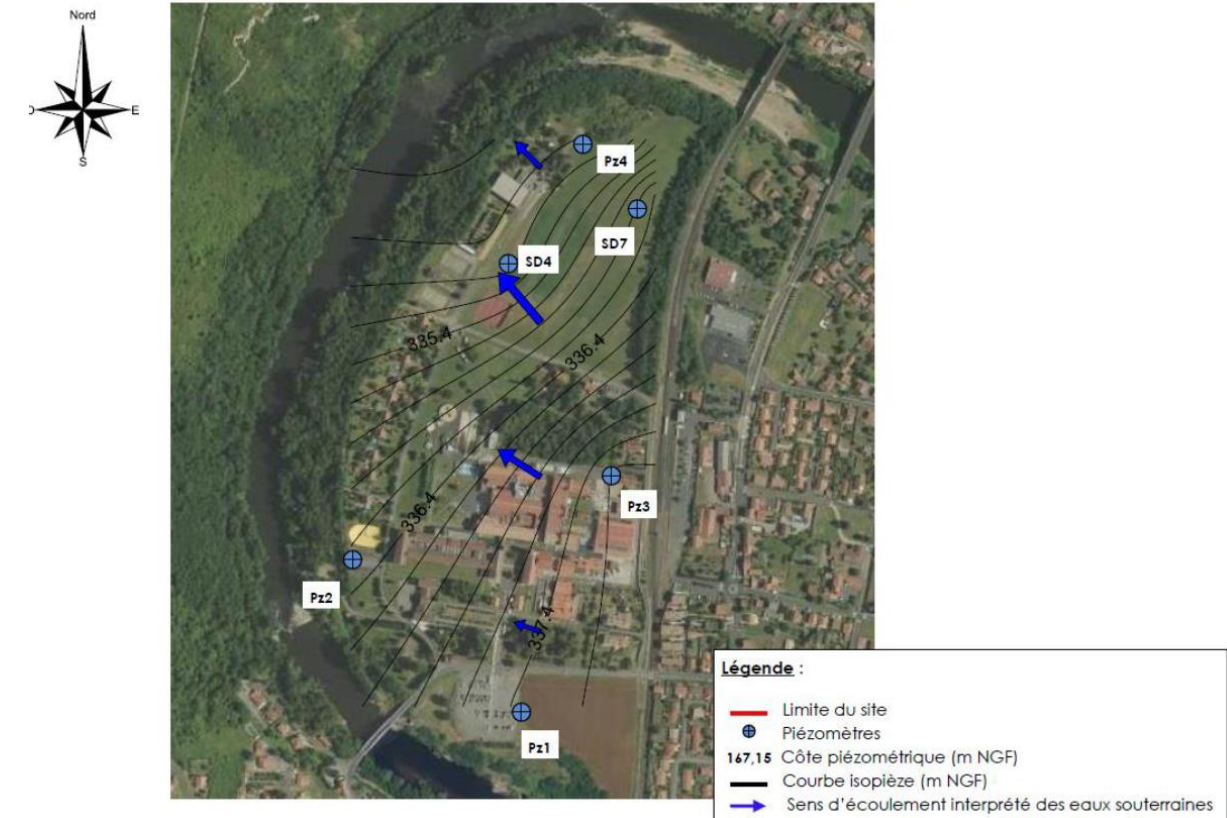 Nord
E
S
Pz4
SD7
SD4
335.4
336.4
Pz3
336.4
Pz2
337.4
Pz1
Légende :
Limite du site
Piézomètres
167,15 Côte piézométrique (m NGF)
Courbe isopièze (m NGF)
Sens d'écoulement interprété des eaux souterraines